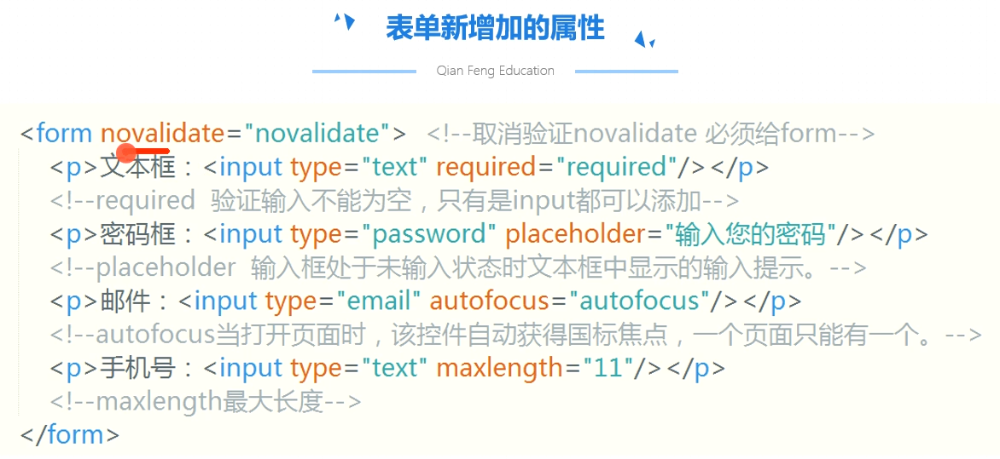 表单新增加的属性
Qian Feng Education
<form novalidate="novalidate"> <!--取消验证novalidate 必须给form-->
<p>文本框：<input type="text" required="required"/></p>
<!--required 验证输入不能为空，只有是input都可以添加-->
<p>密码框：<input type="password" placeholder="输入您的密码"/></p>
<!--placeholder 输入框处于未输入状态时文本框中显示的输入提示。-->
<p>邮件：<input type="email" autofocus="autofocus"/></p>
<!--autofocus当打开页面时，该控件自动获得国标焦点，一个页面只能有一个。-->
<p>手机号：<input type="text" maxlength="11"/></p>
<!--maxlength最大长度-->
</form>